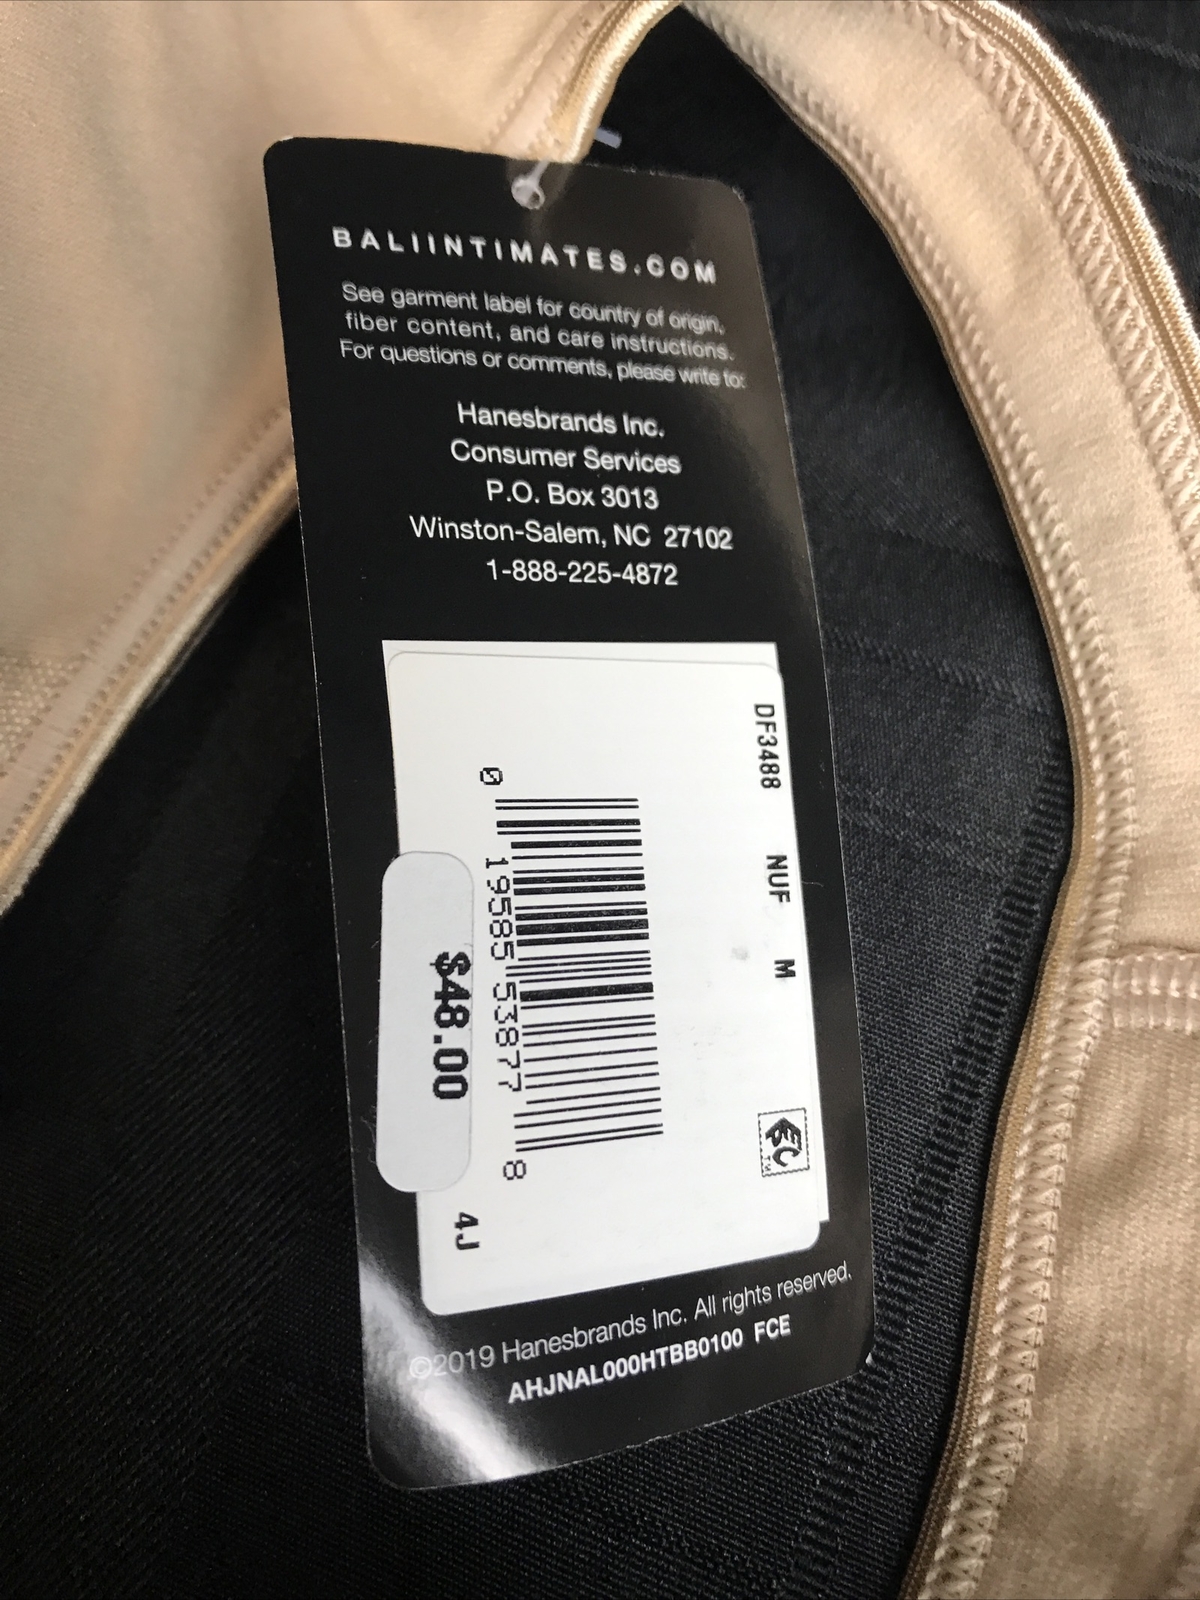 BALIINTIMATES.COM
See garment label for country of origin,
fiber content, and care instructions.
For questions or comments, please write to:
Hanesbrands Inc.
Consumer Services
P.O. Box 3013
Winston-Salem, NC 27102
1-888-225-4872
DF3488 NUF M
EPC™
0 19585 53877 8
$48.00
4J
©2019 Hanesbrands Inc. All rights reserved.
AHJNAL000HTBB0100 FCE